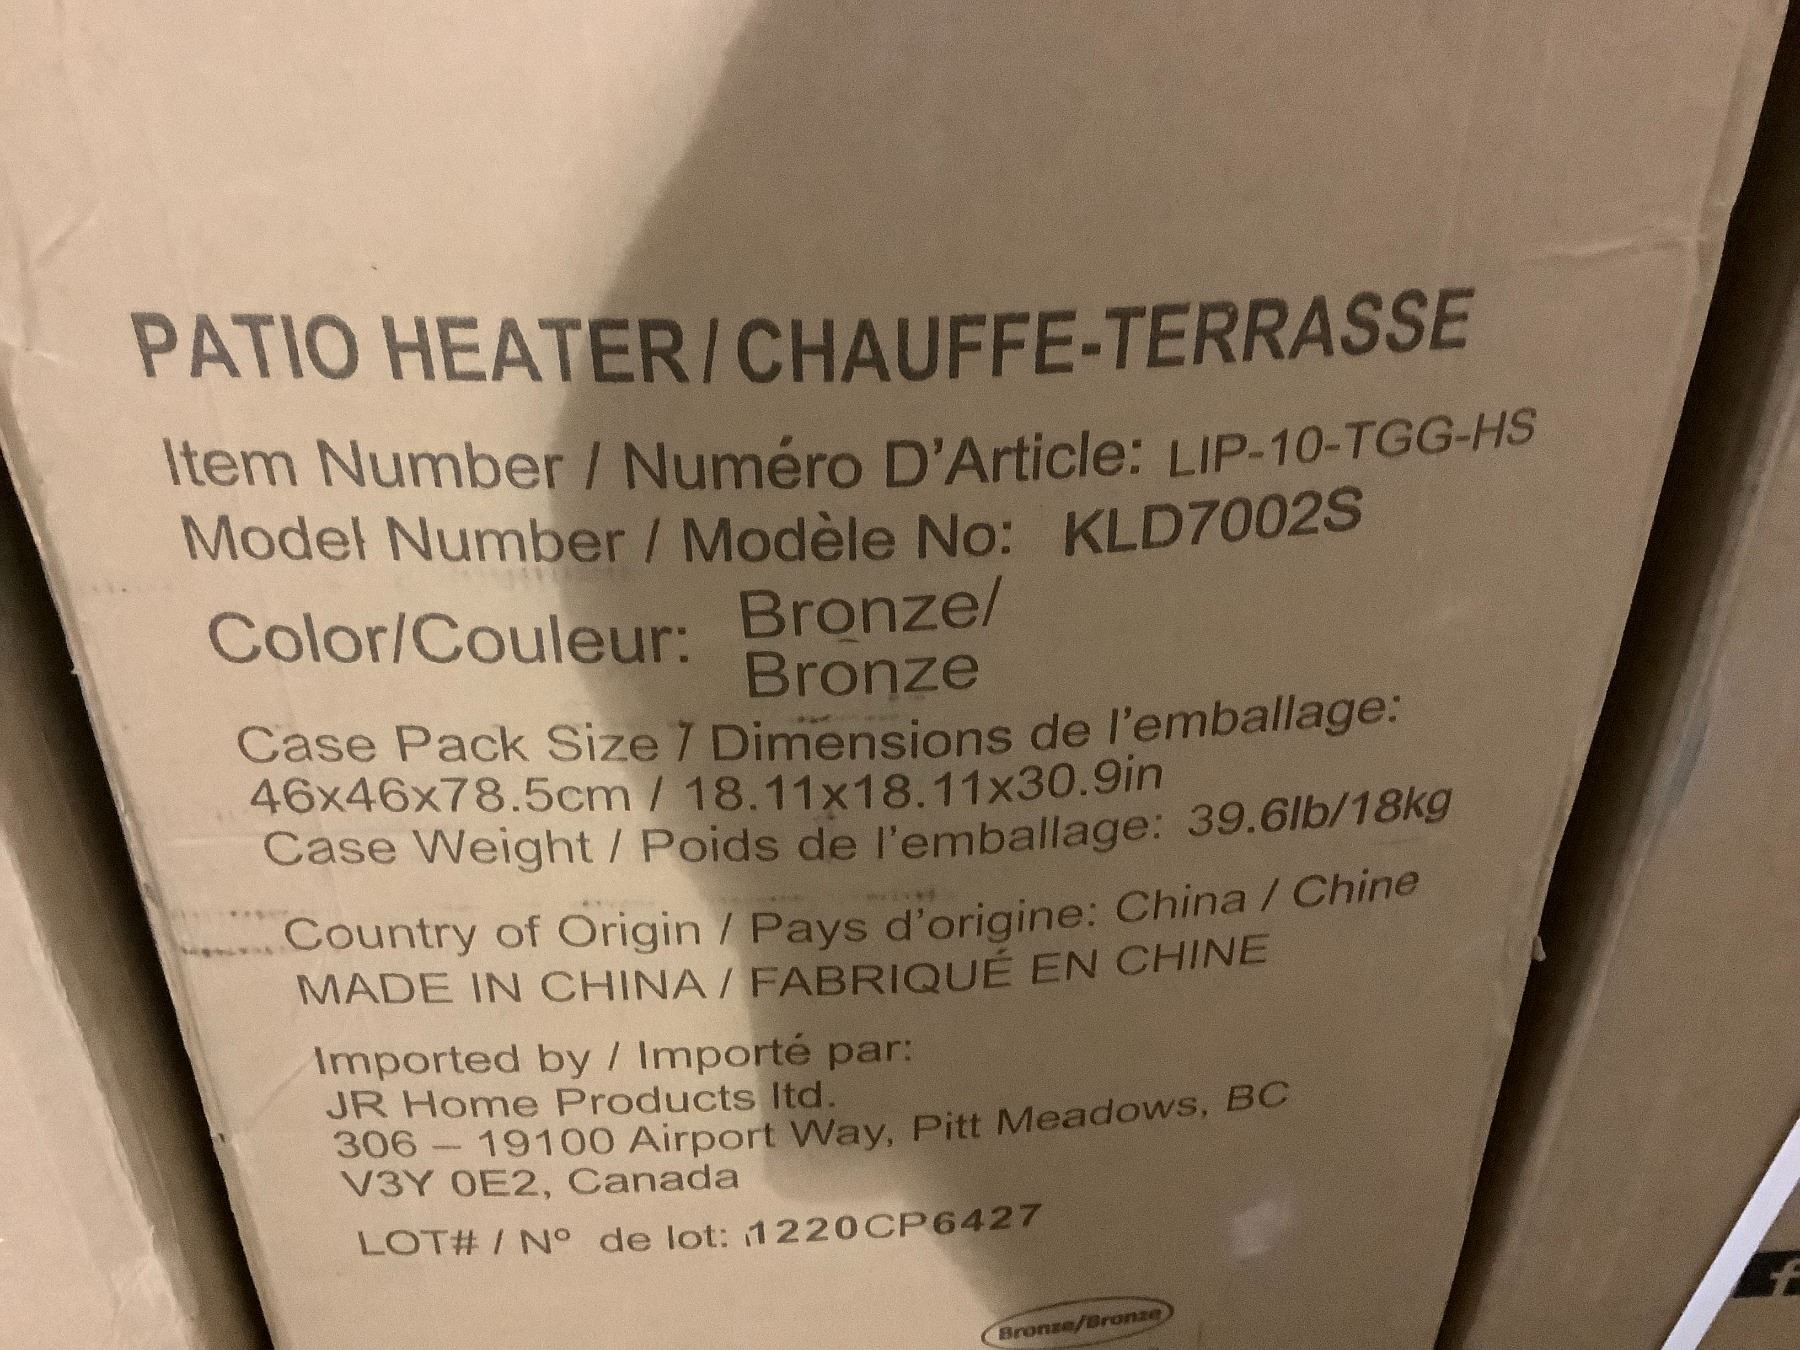 PATIO HEATER / CHAUFFE-TERRASSE
Item Number / Numéro D'Article: LIP-10-TGG-HS
Model Number / Modèle No: KLD7002S
Color/Couleur: Bronze/
Bronze
Case Pack Size / Dimensions de l'emballage:
46x46x78.5cm / 18.11x18.11x30.9in
Case Weight / Poids de l'emballage: 39.6lb/18kg
Country of Origin / Pays d'origine: China / Chine
MADE IN CHINA / FABRIQUÉ EN CHINE
Imported by / Importé par:
JR Home Products ltd.
306 – 19100 Airport Way, Pitt Meadows, BC
V3Y 0E2, Canada
LOT# / Nº de lot: 1220CP6427
Bronze/Bronze
f